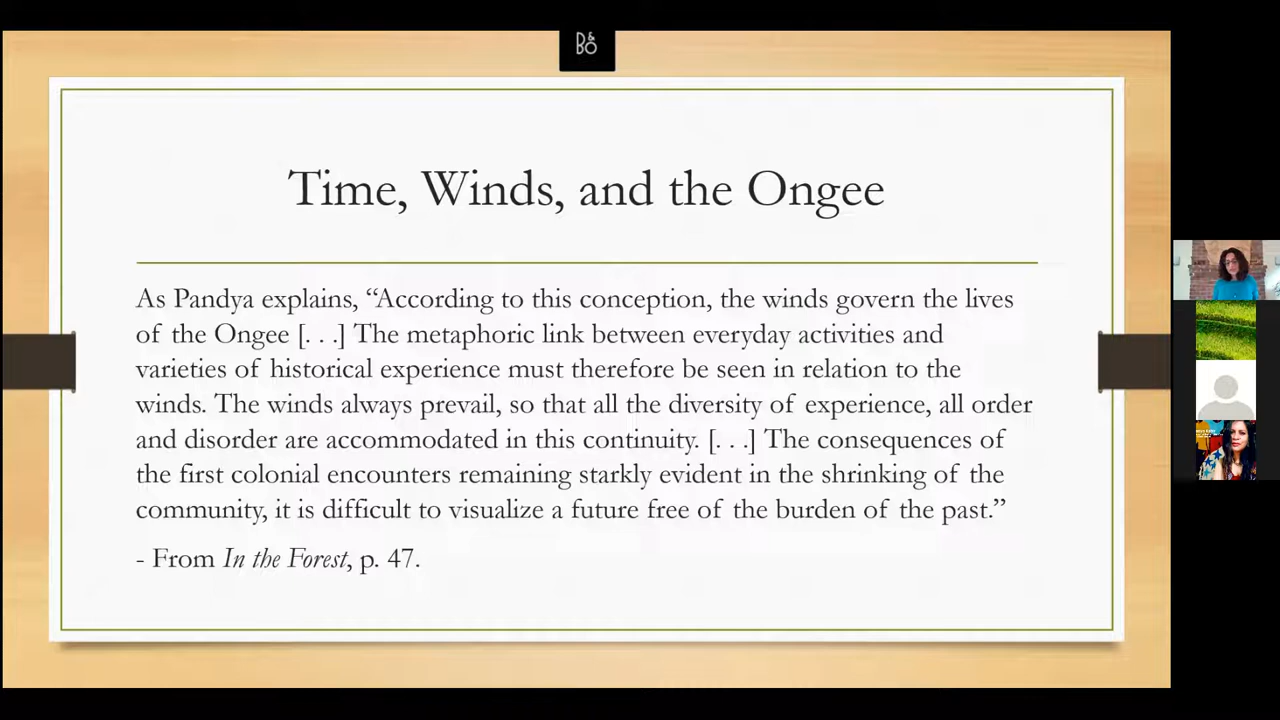 B&O
Time, Winds, and the Ongee
As Pandya explains, “According to this conception, the winds govern the lives
of the Ongee [. . .] The metaphoric link between everyday activities and
varieties of historical experience must therefore be seen in relation to the
winds. The winds always prevail, so that all the diversity of experience, all order
and disorder are accommodated in this continuity. [. . .] The consequences of
the first colonial encounters remaining starkly evident in the shrinking of the
community, it is difficult to visualize a future free of the burden of the past.”
- From In the Forest, p. 47.